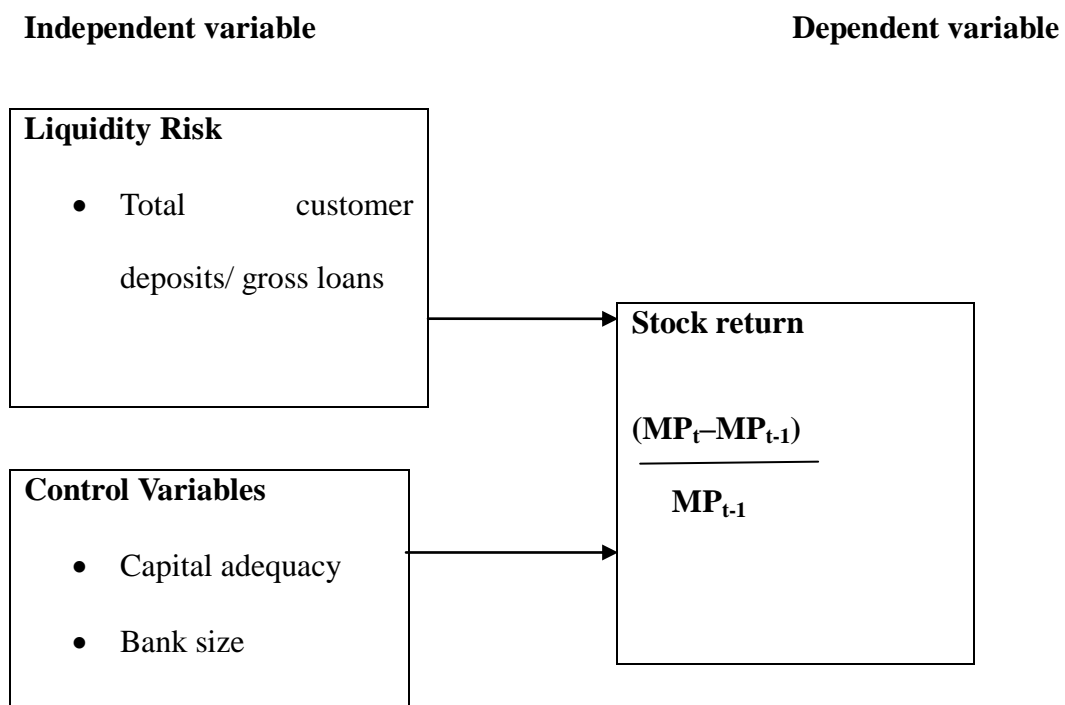 Independent variable
Dependent variable
Liquidity Risk
• Total customer
deposits/ gross loans
Stock return
(MPt–MPt-1)
MPt-1
Control Variables
• Capital adequacy
• Bank size